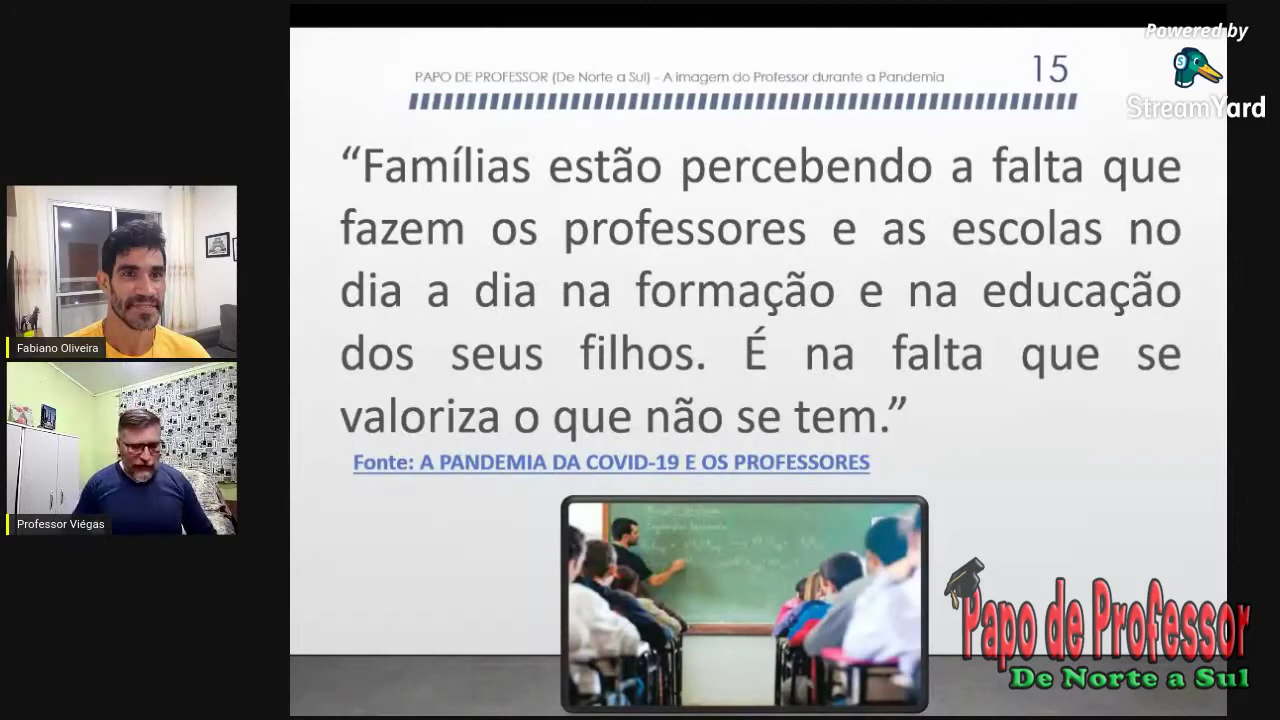 PAPO DE PROFESSOR (De Norte a Sul) - A imagem do Professor durante a Pandemia
15
Powered by
StreamYard
“Famílias estão percebendo a falta que
fazem os professores e as escolas no
dia a dia na formação e na educação
dos seus filhos. É na falta que se
valoriza o que não se tem.”
Fonte: A PANDEMIA DA COVID-19 E OS PROFESSORES
Fabiano Oliveira
Professor Viégas
Papo de Professor
De Norte a Sul